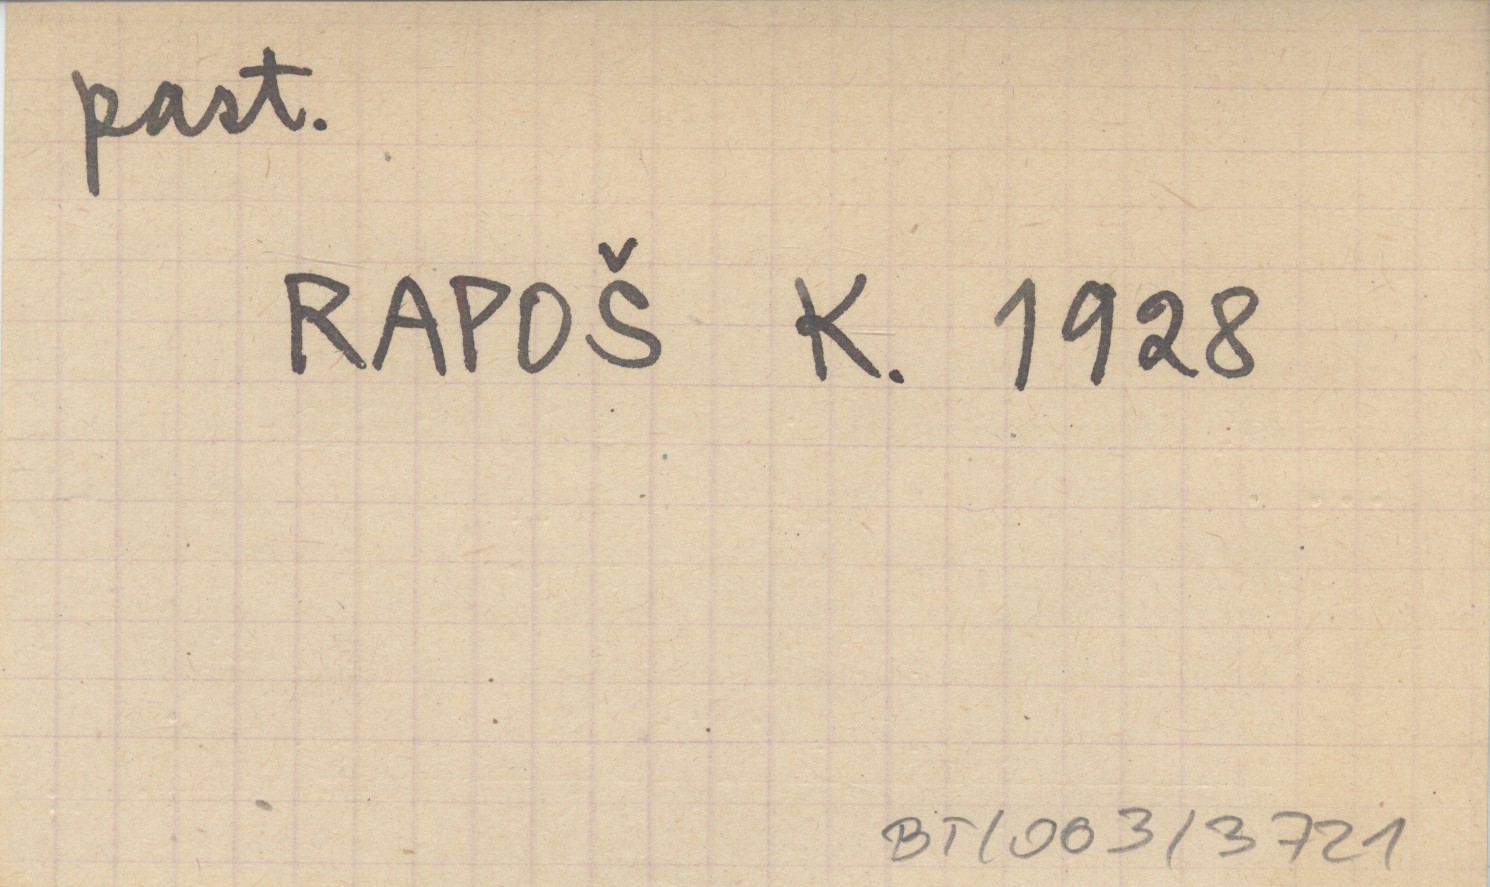 past.
RAPOŠ K. 1928
BT/003/3721